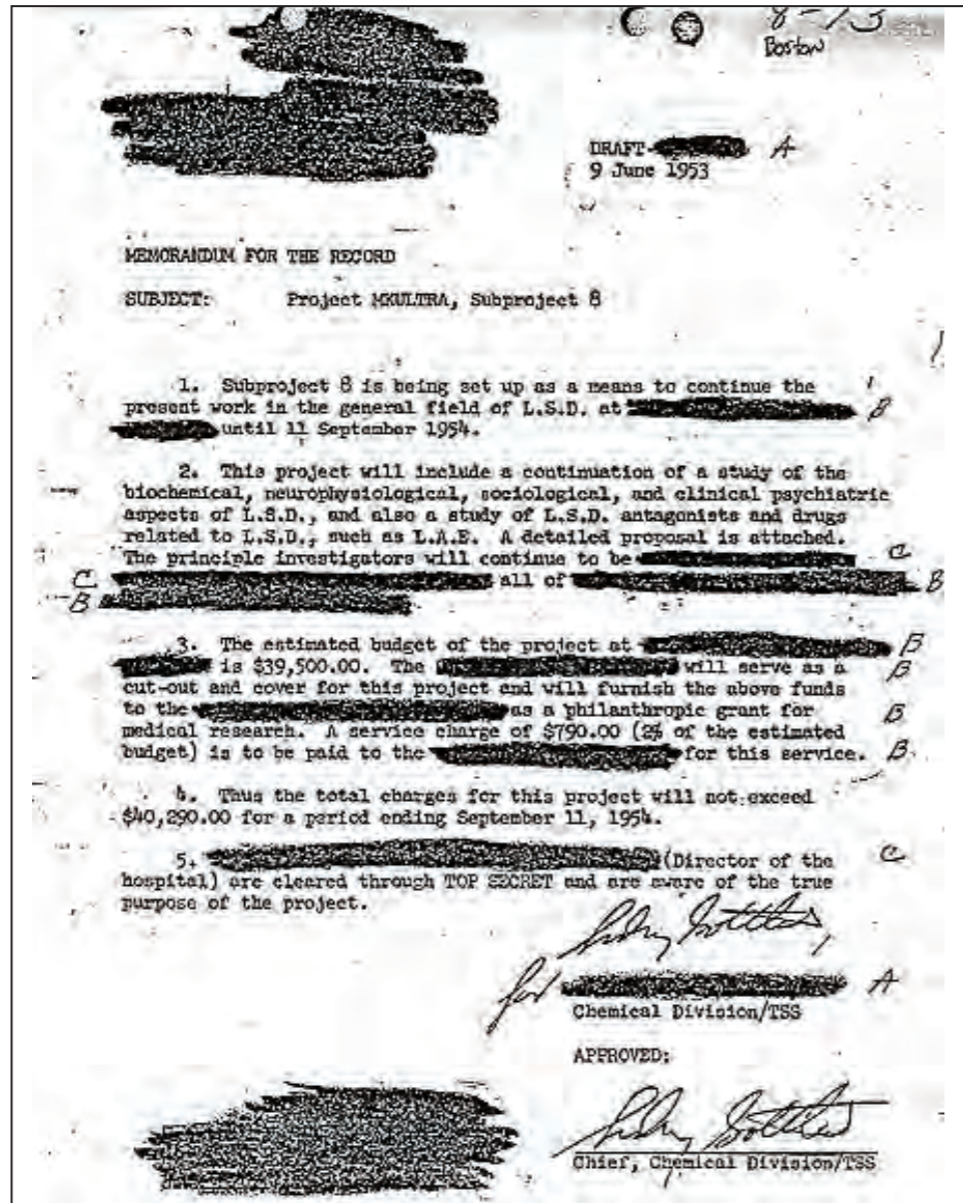 8-13
Boston
DRAFT- A
9 June 1953
MEMORANDUM FOR THE RECORD
SUBJECT: Project MKULTRA, Subproject 8
1. Subproject 8 is being set up as a means to continue the
present work in the general field of L.S.D. at B
until 11 September 1954.
2. This project will include a continuation of a study of the
biochemical, neurophysiological, sociological, and clinical psychiatric
aspects of L.S.D., and also a study of L.S.D. antagonists and drugs
related to L.S.D., such as L.A.E. A detailed proposal is attached.
The principle investigators will continue to be C
C all of B
B
3. The estimated budget of the project at B
is $39,500.00. The will serve as a B
cut-out and cover for this project and will furnish the above funds
to the as a philanthropic grant for B
medical research. A service charge of $790.00 (2% of the estimated
budget) is to be paid to the for this service. B
4. Thus the total charges for this project will not exceed
$40,290.00 for a period ending September 11, 1954.
5. (Director of the C
hospital) are cleared through TOP SECRET and are aware of the true
purpose of the project.
Sidney Gottlieb
for A
Chemical Division/TSS
APPROVED:
Sidney Gottlieb
Chief, Chemical Division/TSS